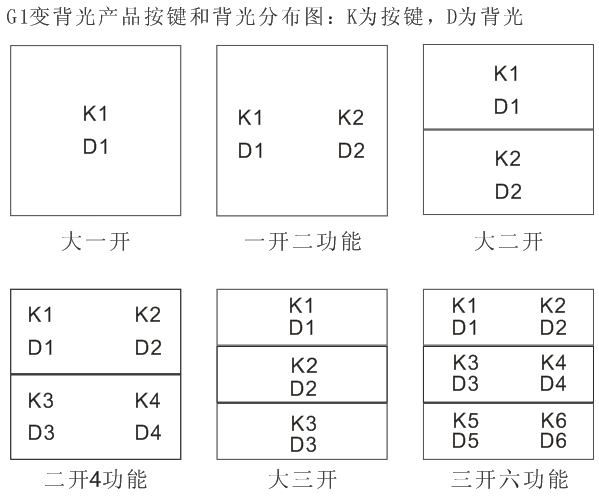 G1变背光产品按键和背光分布图：K为按键，D为背光
K1
D1
大一开
K1 K2
D1 D2
一开二功能
K1
D1
K2
D2
大二开
K1 K2
D1 D2
K3 K4
D3 D4
二开4功能
K1
D1
K2
D2
K3
D3
大三开
K1 K2
D1 D2
K3 K4
D3 D4
K5 K6
D5 D6
三开六功能